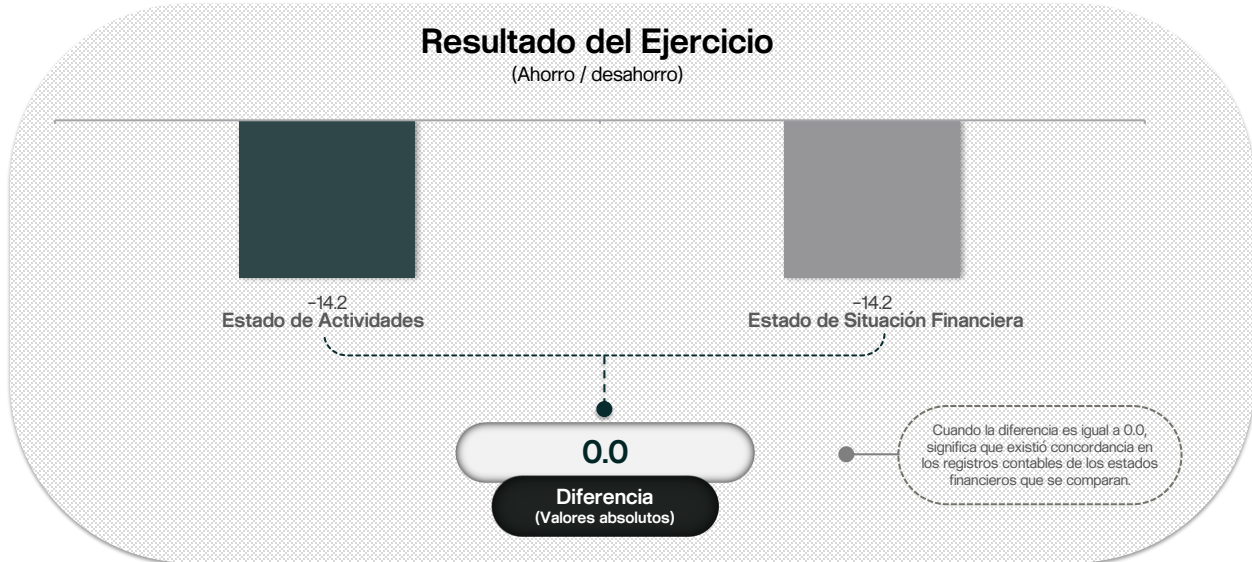 Resultado del Ejercicio
(Ahorro / desahorro)
-14.2
Estado de Actividades
-14.2
Estado de Situación Financiera
0.0
Diferencia
(Valores absolutos)
Cuando la diferencia es igual a 0.0,
significa que existió concordancia en
los registros contables de los estados
financieros que se comparan.